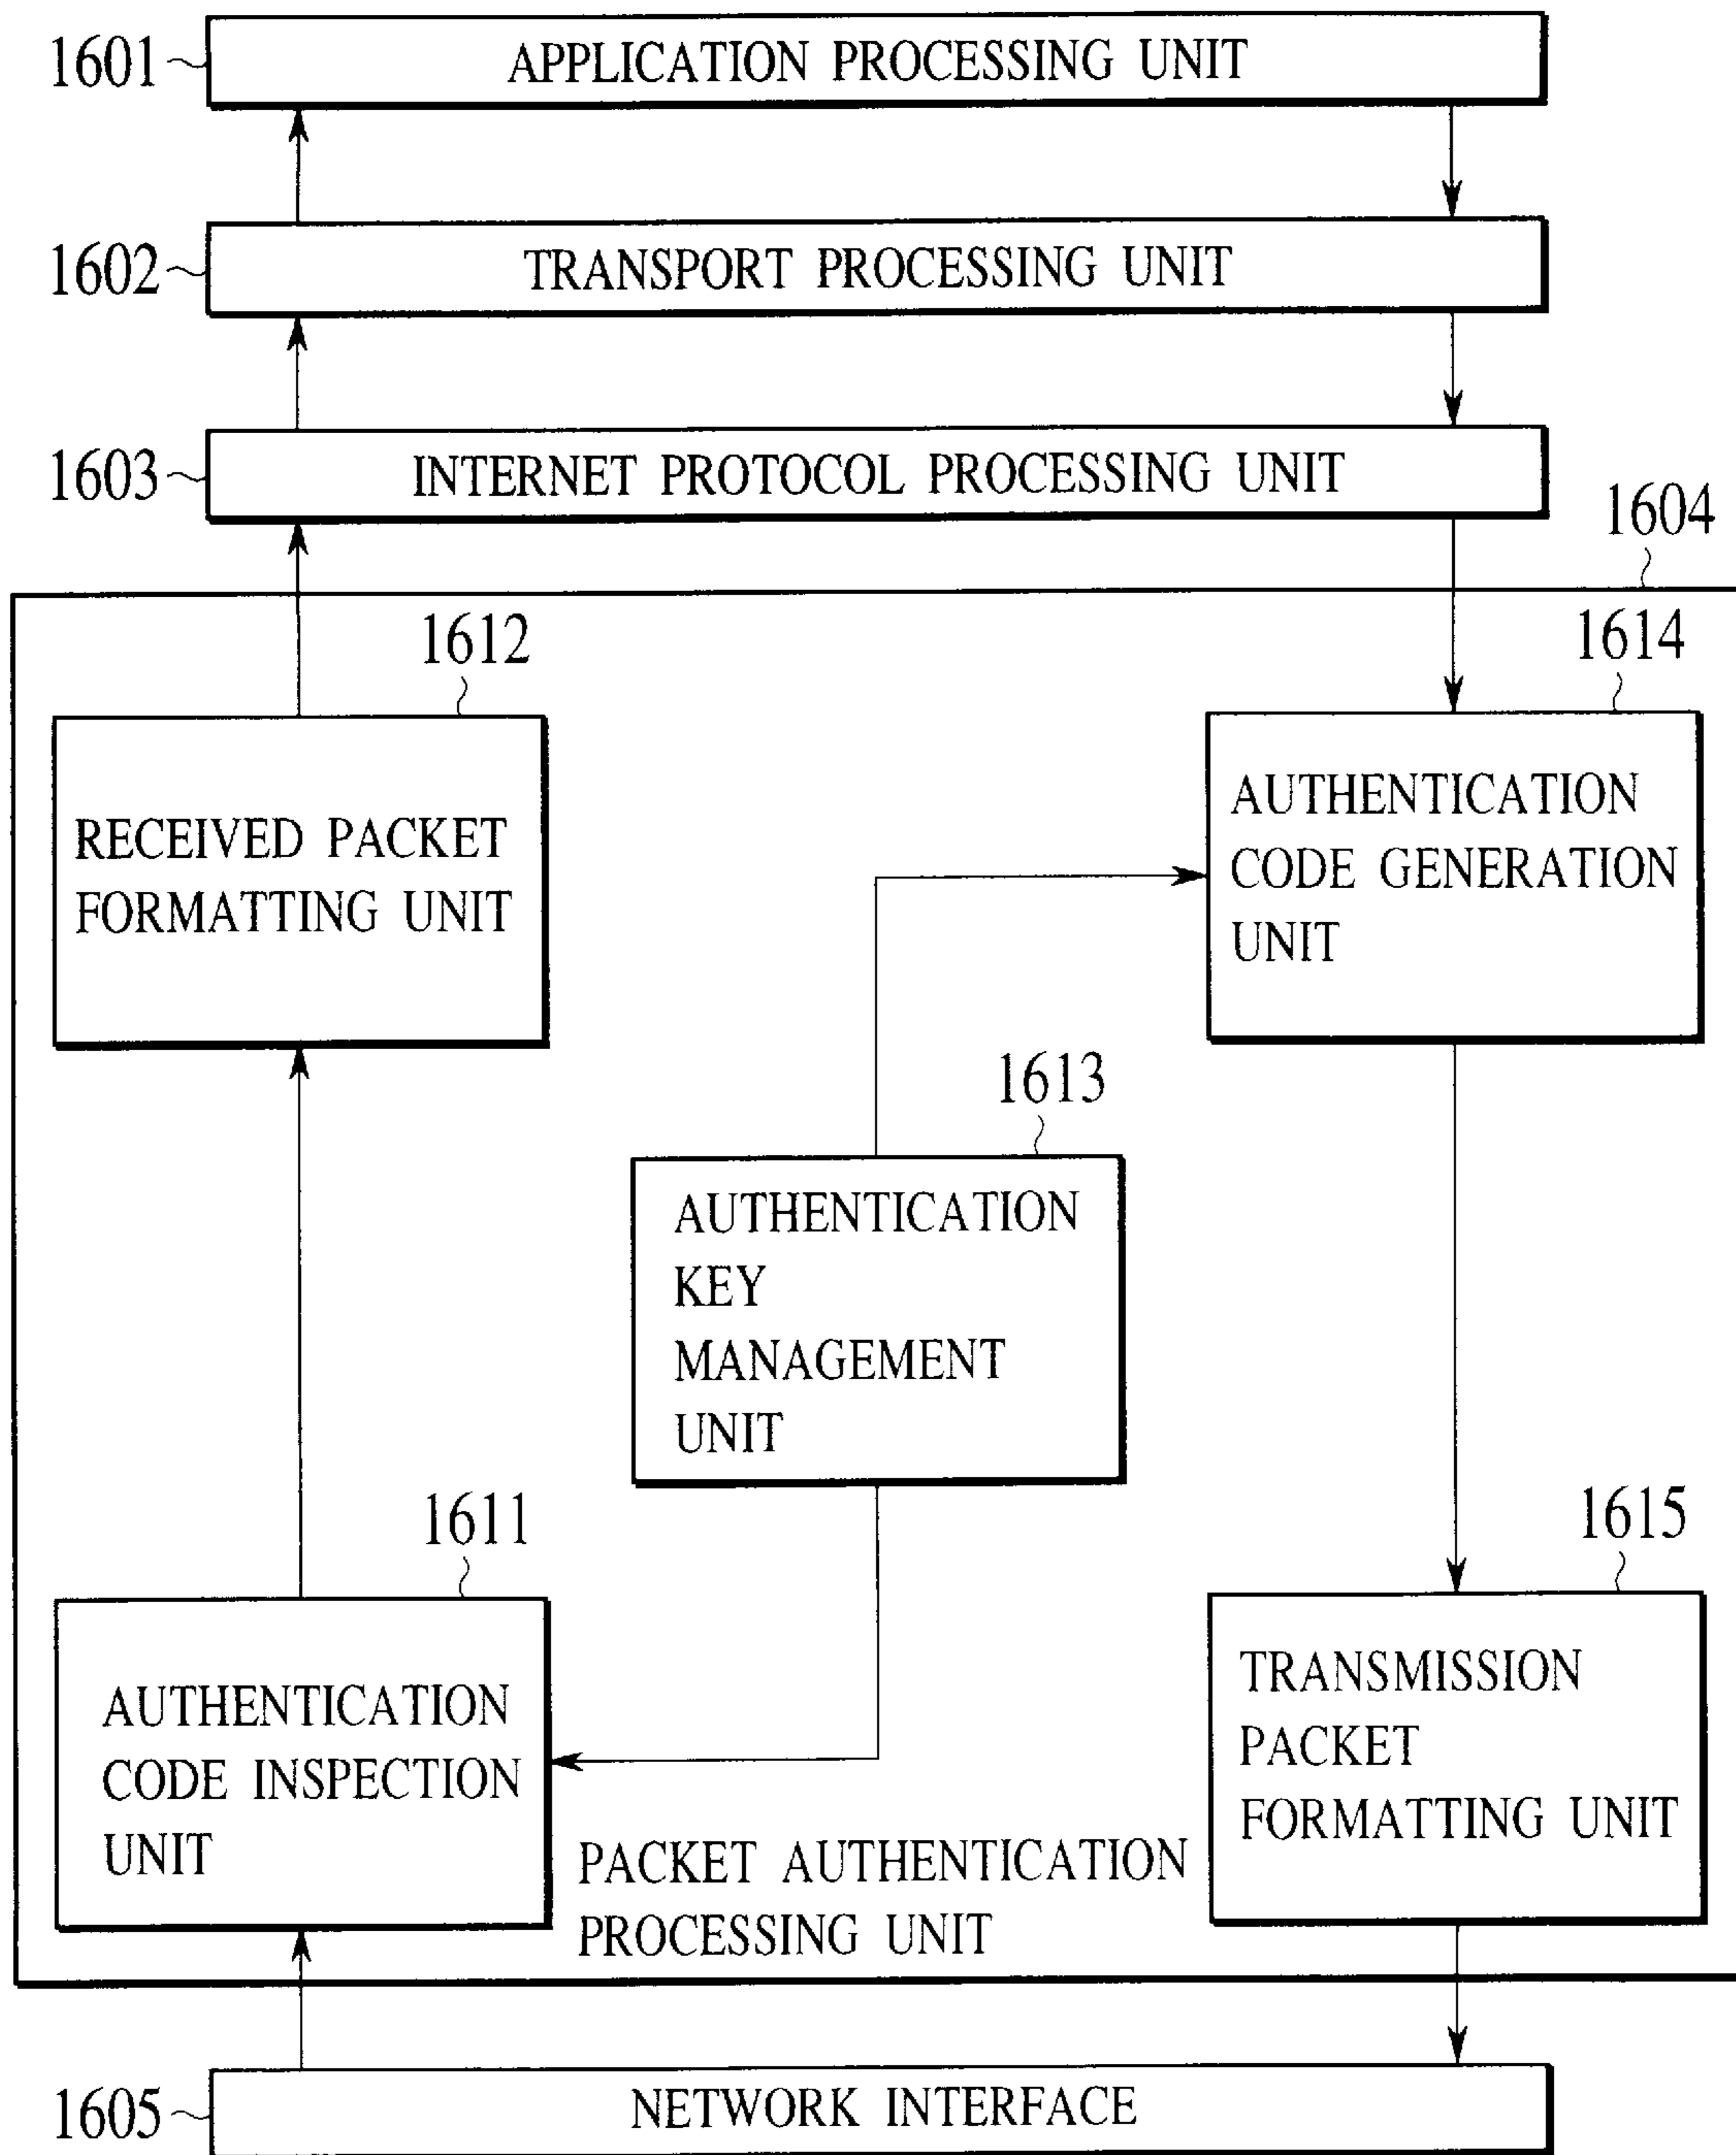 1601
APPLICATION PROCESSING UNIT
1602
TRANSPORT PROCESSING UNIT
1603
INTERNET PROTOCOL PROCESSING UNIT
1604
1612
RECEIVED PACKET
FORMATTING UNIT
1614
AUTHENTICATION
CODE GENERATION
UNIT
1613
AUTHENTICATION
KEY
MANAGEMENT
UNIT
1611
AUTHENTICATION
CODE INSPECTION
UNIT
1615
TRANSMISSION
PACKET
FORMATTING UNIT
PACKET AUTHENTICATION
PROCESSING UNIT
1605
NETWORK INTERFACE